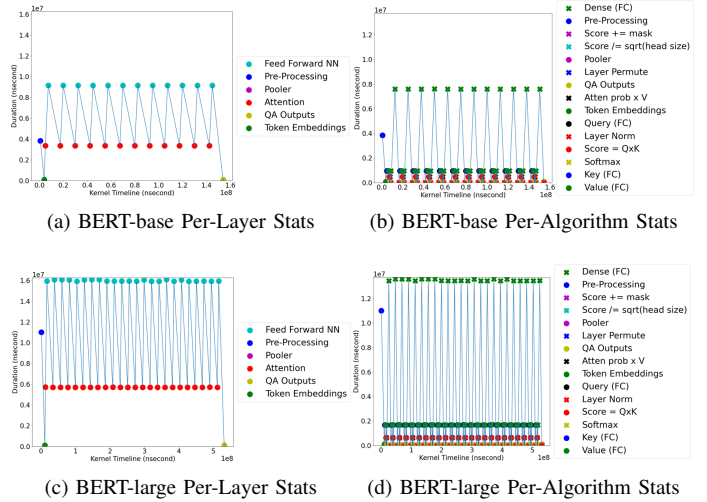 1e7
1.6
1.4
1.2
1.0
0.8
0.6
0.4
0.2
0.0
Duration (nsecond)
0.0 0.2 0.4 0.6 0.8 1.0 1.2 1.4 1.6
1e8
Kernel Timeline (nsecond)
Feed Forward NN
Pre-Processing
Pooler
Attention
QA Outputs
Token Embeddings
(a) BERT-base Per-Layer Stats
1e7
1.2
1.0
0.8
0.6
0.4
0.2
0.0
Duration (nsecond)
0.0 0.2 0.4 0.6 0.8 1.0 1.2 1.4 1.6
1e8
Kernel Timeline (nsecond)
Dense (FC)
Pre-Processing
Score += mask
Score /= sqrt(head size)
Pooler
Layer Permute
QA Outputs
Atten prob x V
Token Embeddings
Query (FC)
Layer Norm
Score = QxK
Softmax
Key (FC)
Value (FC)
(b) BERT-base Per-Algorithm Stats
1e7
1.6
1.4
1.2
1.0
0.8
0.6
0.4
0.2
0.0
Duration (nsecond)
0 1 2 3 4 5
1e8
Kernel Timeline (nsecond)
Feed Forward NN
Pre-Processing
Pooler
Attention
QA Outputs
Token Embeddings
(c) BERT-large Per-Layer Stats
1e7
1.2
1.0
0.8
0.6
0.4
0.2
0.0
Duration (nsecond)
0 1 2 3 4 5
1e8
Kernel Timeline (nsecond)
Dense (FC)
Pre-Processing
Score += mask
Score /= sqrt(head size)
Pooler
Layer Permute
QA Outputs
Atten prob x V
Token Embeddings
Query (FC)
Layer Norm
Score = QxK
Softmax
Key (FC)
Value (FC)
(d) BERT-large Per-Algorithm Stats